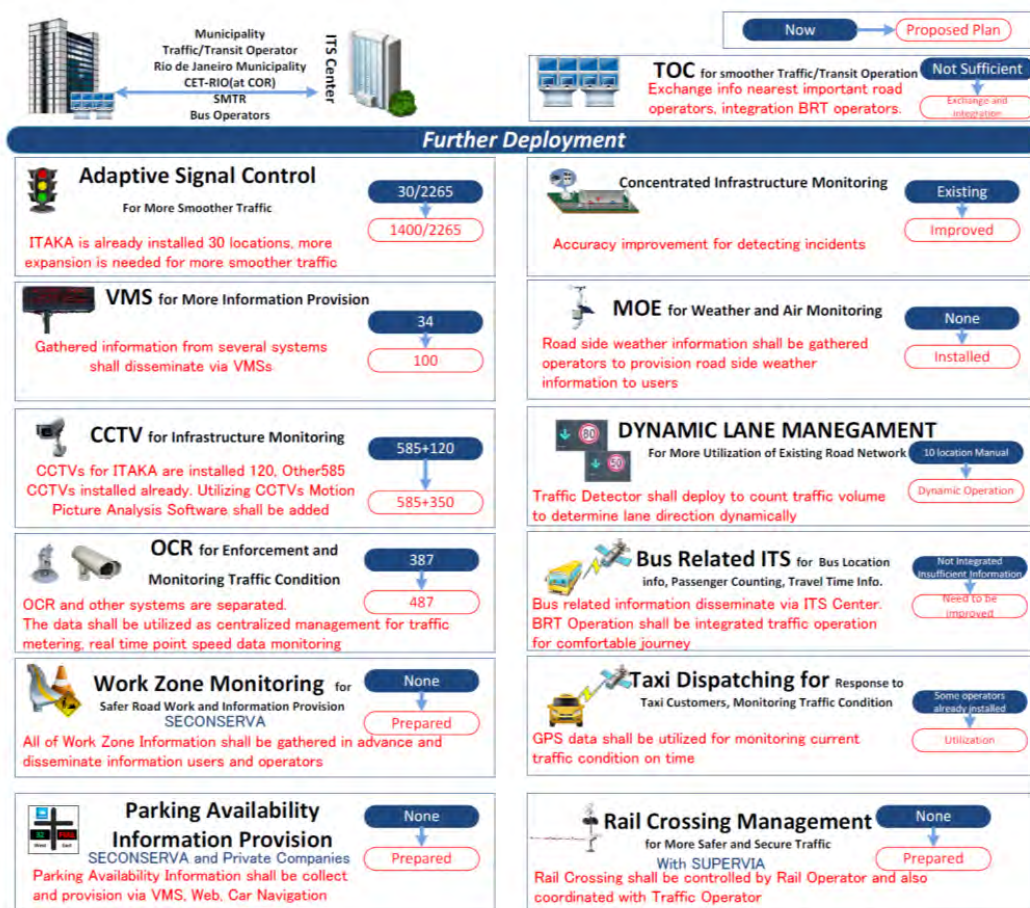 Municipality
Traffic/Transit Operator
Rio de Janeiro Municipality
CET-RIO(at COR)
SMTR
Bus Operators
ITS Center
Now
Proposed Plan
TOC for smoother Traffic/Transit Operation
Exchange info nearest important road
operators, integration BRT operators.
Not Sufficient
Exchange and
Integration
Further Deployment
Adaptive Signal Control
For More Smoother Traffic
30/2265
1400/2265
ITAKA is already installed 30 locations, more
expansion is needed for more smoother traffic
Concentrated Infrastructure Monitoring
Existing
Improved
Accuracy improvement for detecting incidents
VMS for More Information Provision
34
100
Gathered information from several systems
shall disseminate via VMSs
MOE for Weather and Air Monitoring
None
Installed
Road side weather information shall be gathered
operators to provision road side weather
information to users
CCTV for Infrastructure Monitoring
585+120
585+350
CCTVs for ITAKA are installed 120, Other585
CCTVs installed already. Utilizing CCTVs Motion
Picture Analysis Software shall be added
80
50
DYNAMIC LANE MANEGAMENT
For More Utilization of Existing Road Network
10 location Manual
Dynamic Operation
Traffic Detector shall deploy to count traffic volume
to determine lane direction dynamically
OCR for Enforcement and
Monitoring Traffic Condition
387
487
OCR and other systems are separated.
The data shall be utilized as centralized management for traffic
metering, real time point speed data monitoring
Bus Related ITS for Bus Location
info, Passenger Counting, Travel Time Info.
Not Integrated
Insufficient Information
Need to be
improved
Bus related information disseminate via ITS Center.
BRT Operation shall be integrated traffic operation
for comfortable journey
Work Zone Monitoring for
Safer Road Work and Information Provision
SECONSERVA
None
Prepared
All of Work Zone Information shall be gathered in advance and
disseminate information users and operators
Taxi Dispatching for Response to
Taxi Customers, Monitoring Traffic Condition
Some operators
already installed
Utilization
GPS data shall be utilized for monitoring current
traffic condition on time
Parking Availability
Information Provision
SECONSERVA and Private Companies
None
Prepared
Parking Availability Information shall be collect
and provision via VMS, Web, Car Navigation
Rail Crossing Management
for More Safer and Secure Traffic
With SUPERVIA
None
Prepared
Rail Crossing shall be controlled by Rail Operator and also
coordinated with Traffic Operator